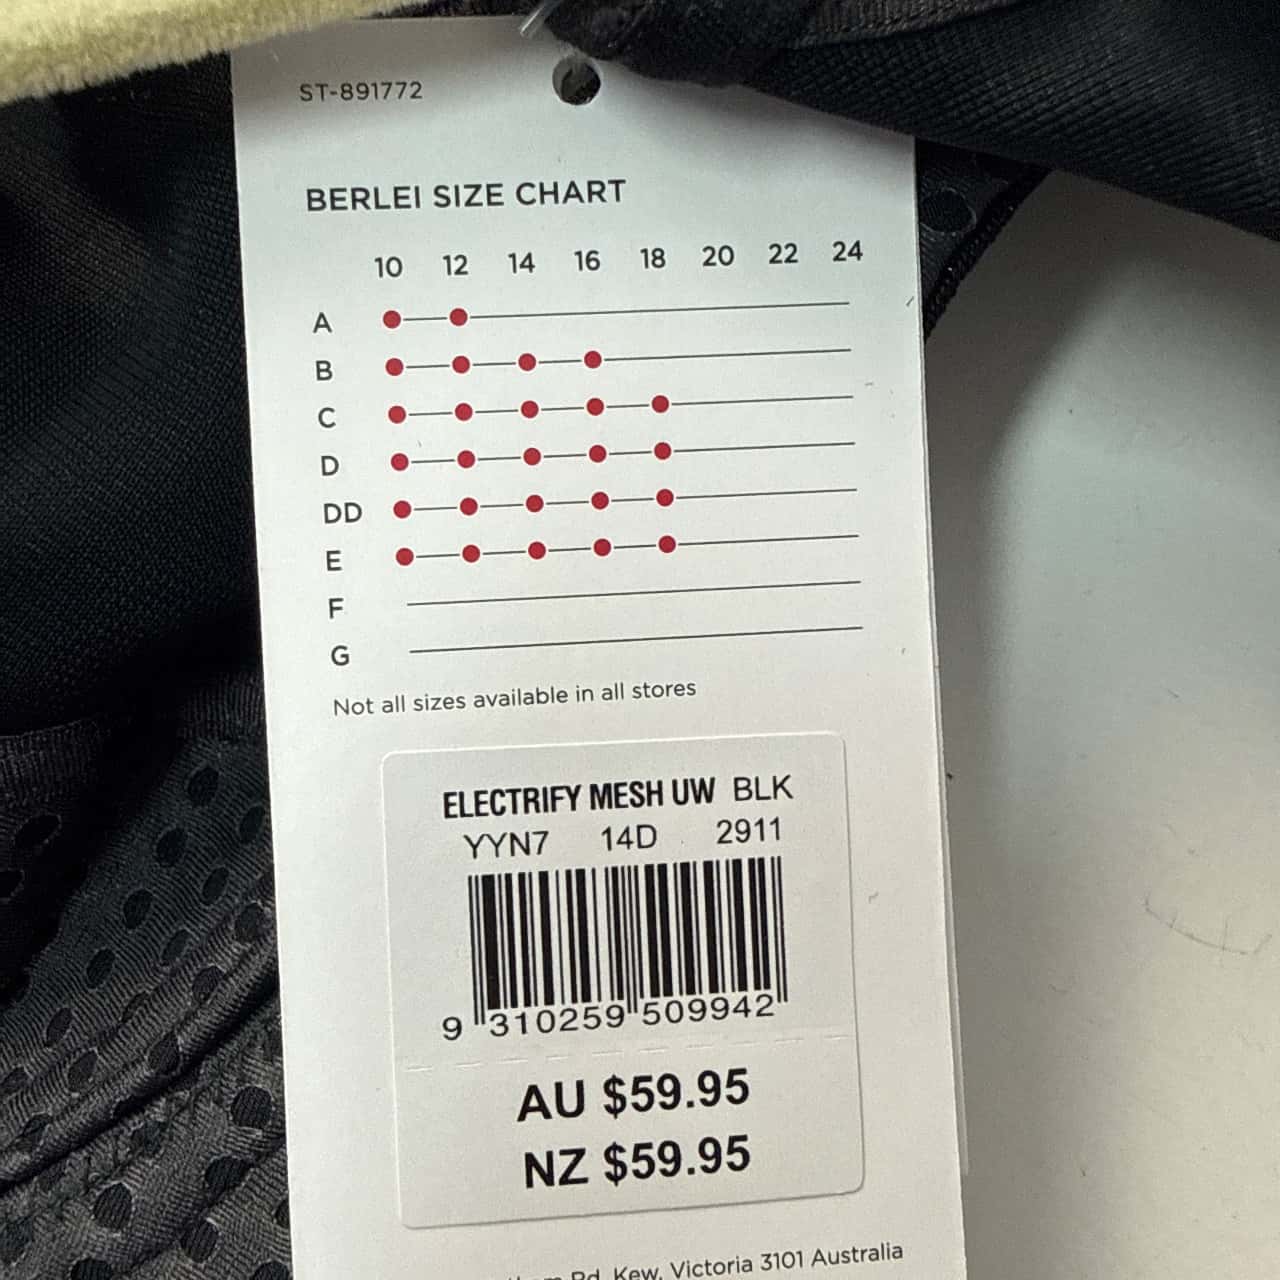 ST-891772
BERLEI SIZE CHART
10 12 14 16 18 20 22 24
A
B
C
D
DD
E
F
G
Not all sizes available in all stores
ELECTRIFY MESH UW BLK
YYN7 14D 2911
9 310259 509942
AU $59.95
NZ $59.95
Rd, Kew, Victoria 3101 Australia